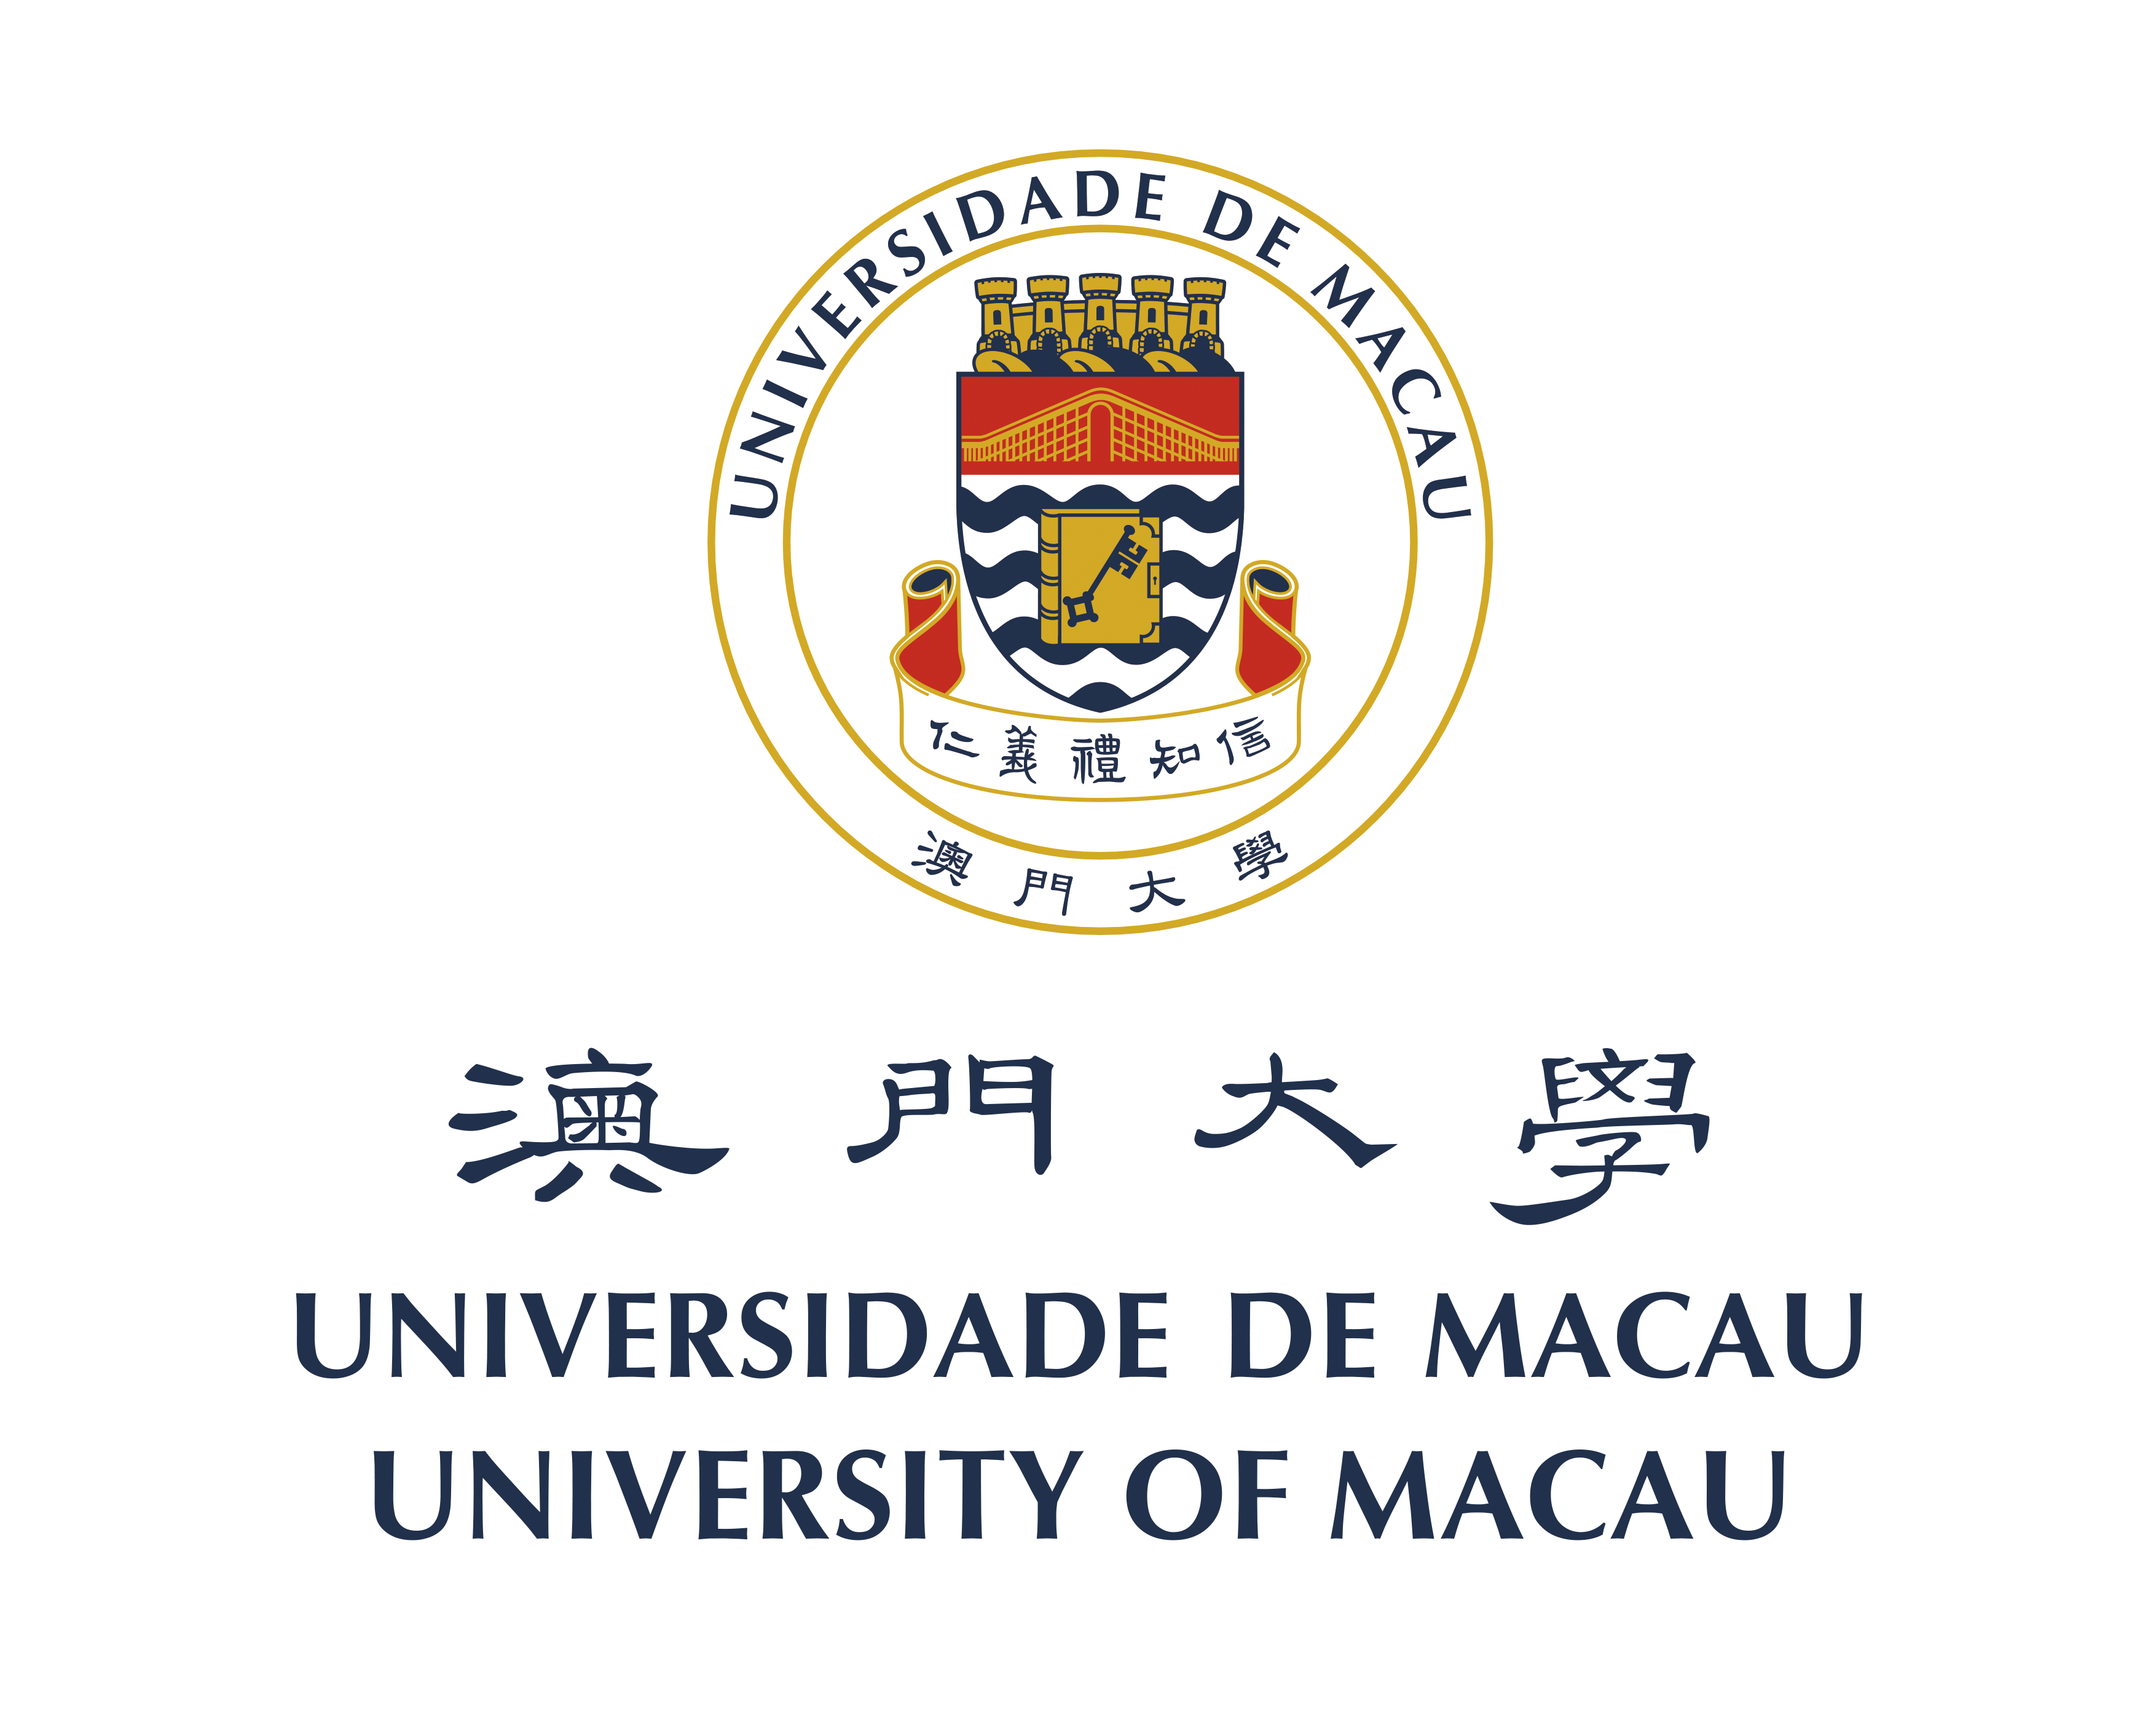 UNIVERSIDADE DE MACAU
仁義禮知信
澳門大學
澳門大學
UNIVERSIDADE DE MACAU
UNIVERSITY OF MACAU